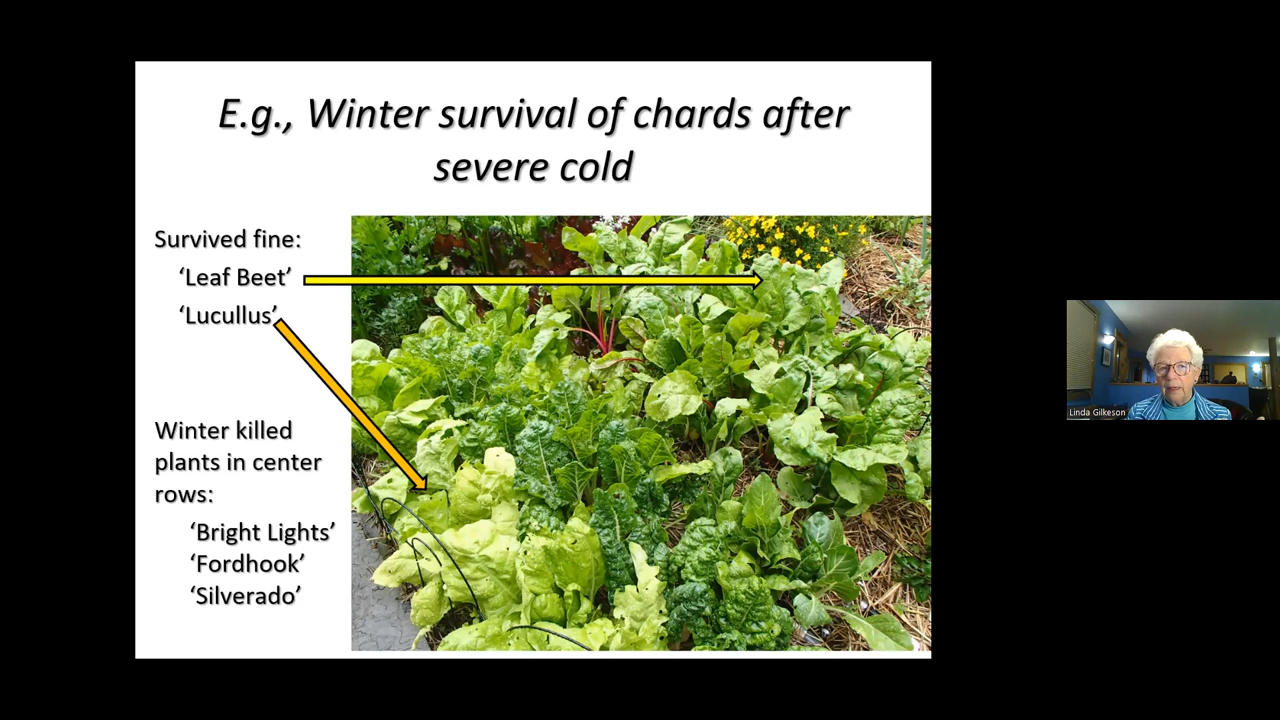 E.g., Winter survival of chards after
severe cold
Survived fine:
‘Leaf Beet’
‘Lucullus’
Winter killed
plants in center
rows:
‘Bright Lights’
‘Fordhook’
‘Silverado’
Linda Gilkeson